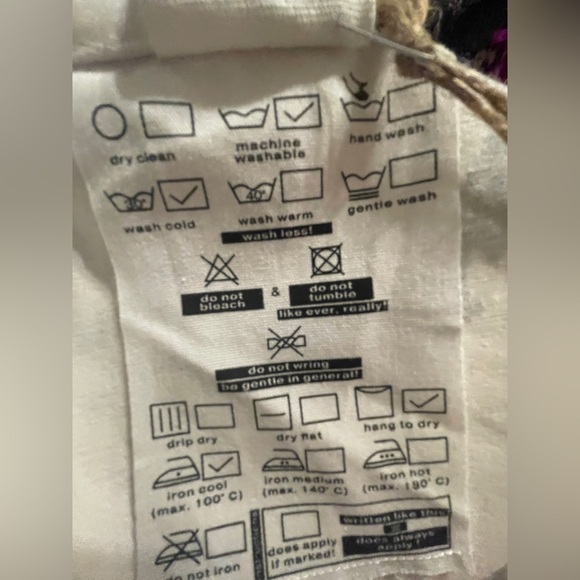 dry clean
machine
washable
hand wash
30°
wash cold
40°
wash warm
gentle wash
wash less!
do not
bleach
&
do not
tumble
like ever, really!
do not wring
be gentle in general!
drip dry
dry flat
hang to dry
iron cool
(max. 100° C)
iron medium
(max. 140° C)
iron hot
(max. 190° C)
do not iron
does apply
if marked!
written like this
does always
apply!